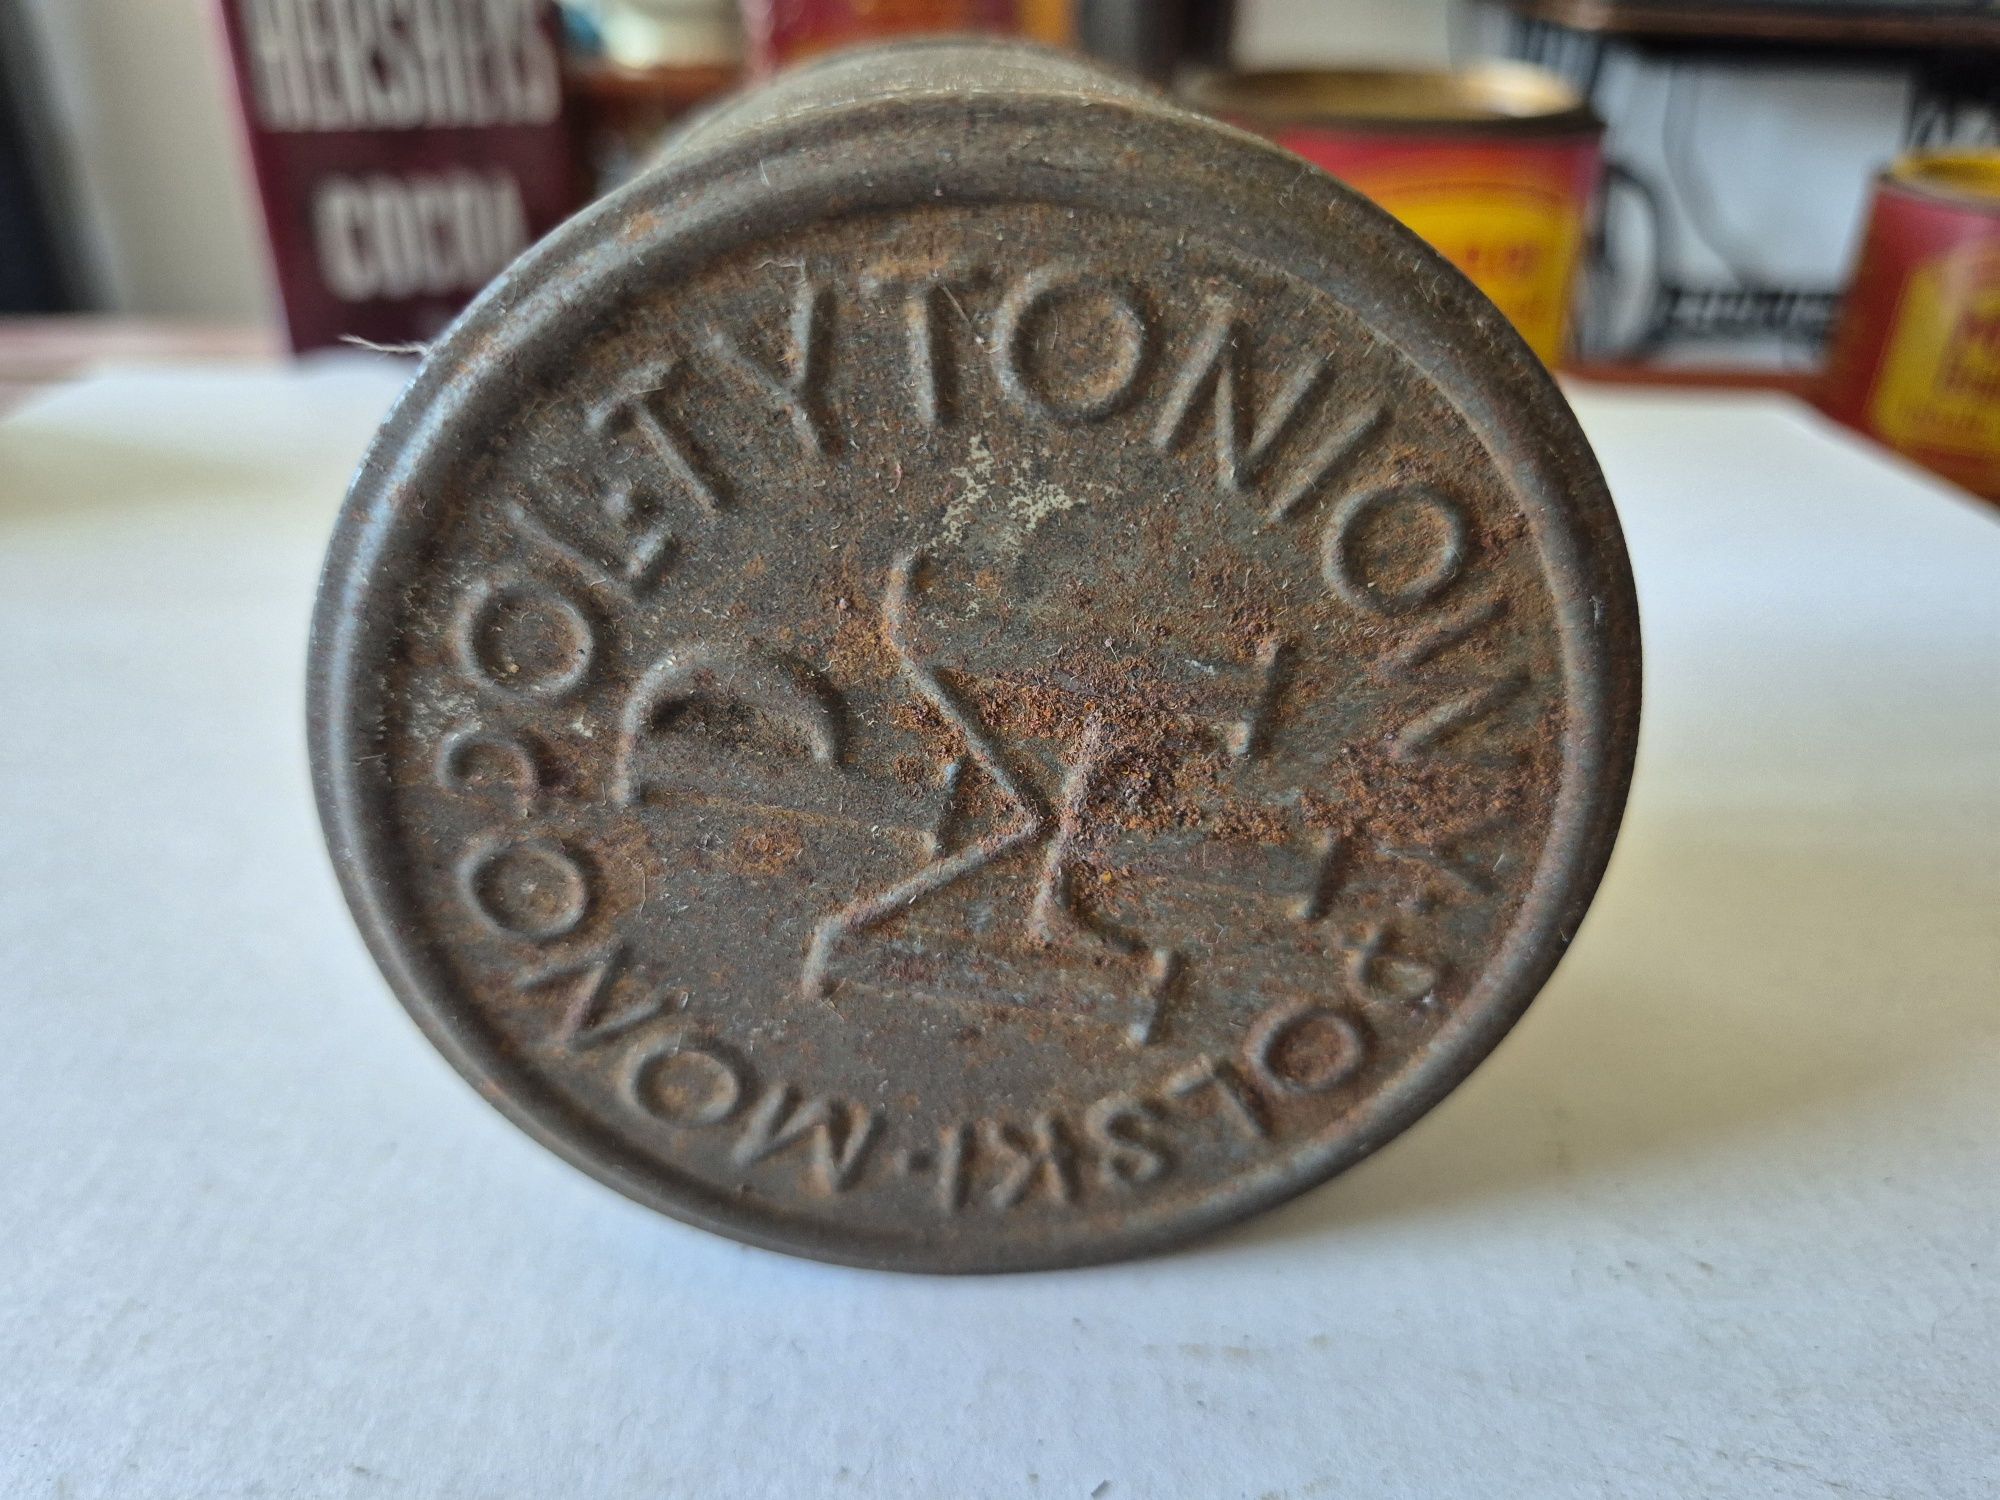 POLSKI · MONOPOL · TYTONIOWY ·
HERSHEY'S
COCOA